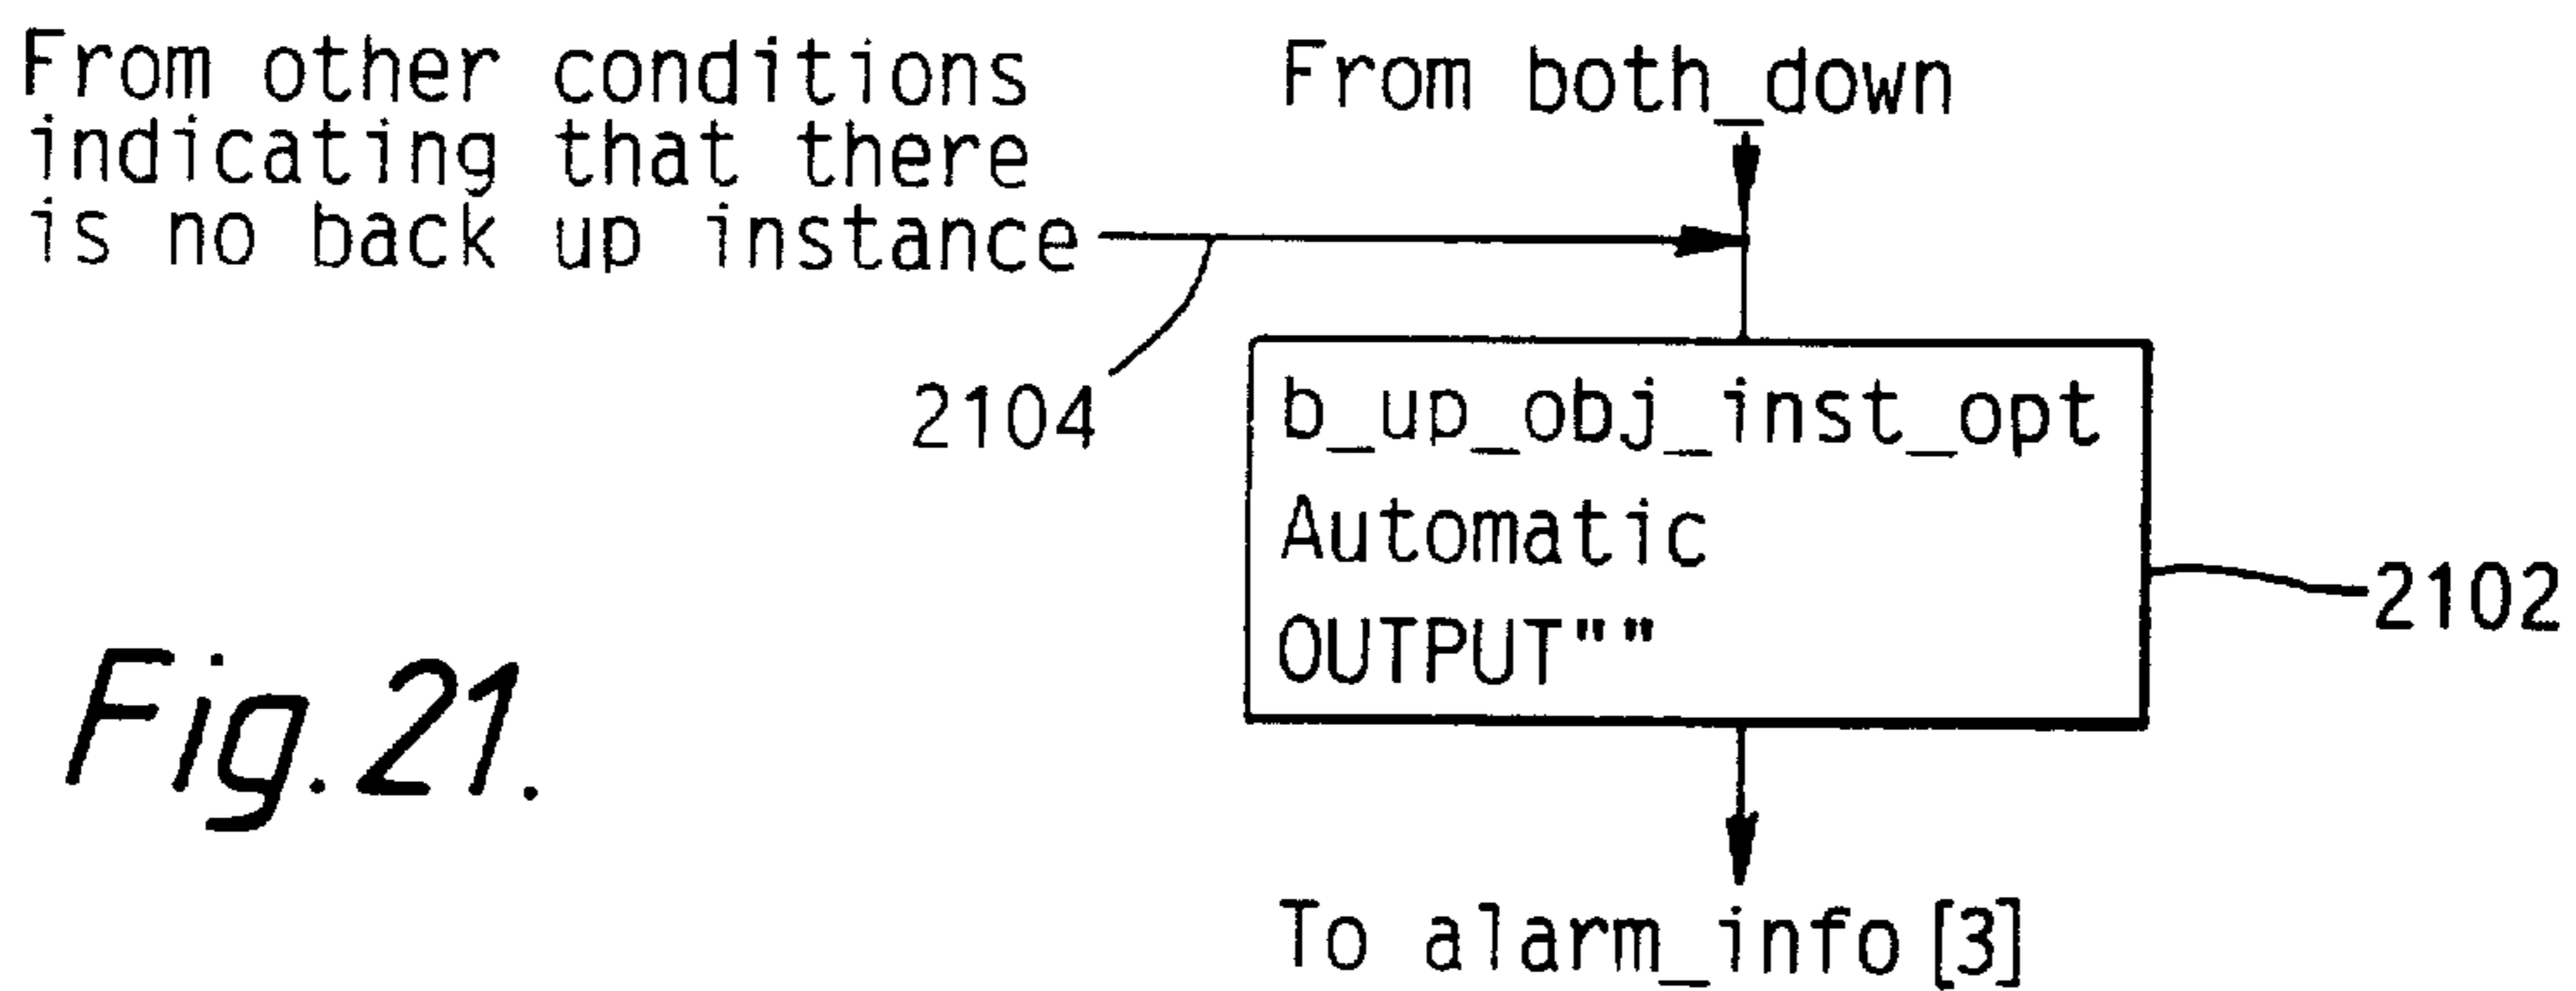 From other conditions
indicating that there
is no back up instance
From both_down
2104
b_up_obj_inst_opt
Automatic
OUTPUT""
2102
To alarm_info [3]
Fig.21.